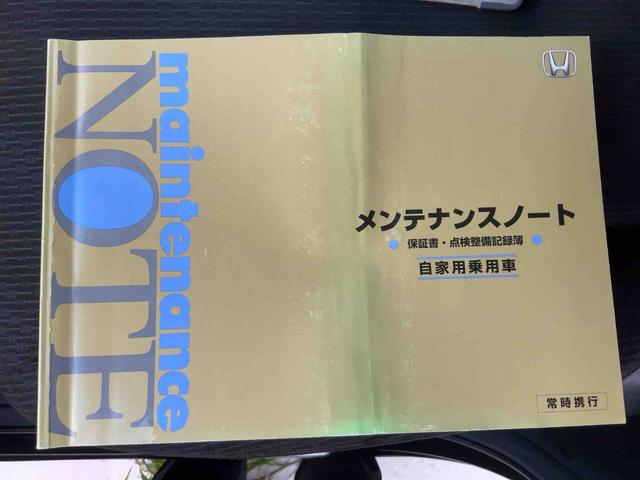 maintenance
NOTE
メンテナンスノート
保証書・点検整備記録簿
自家用乗用車
常時携行